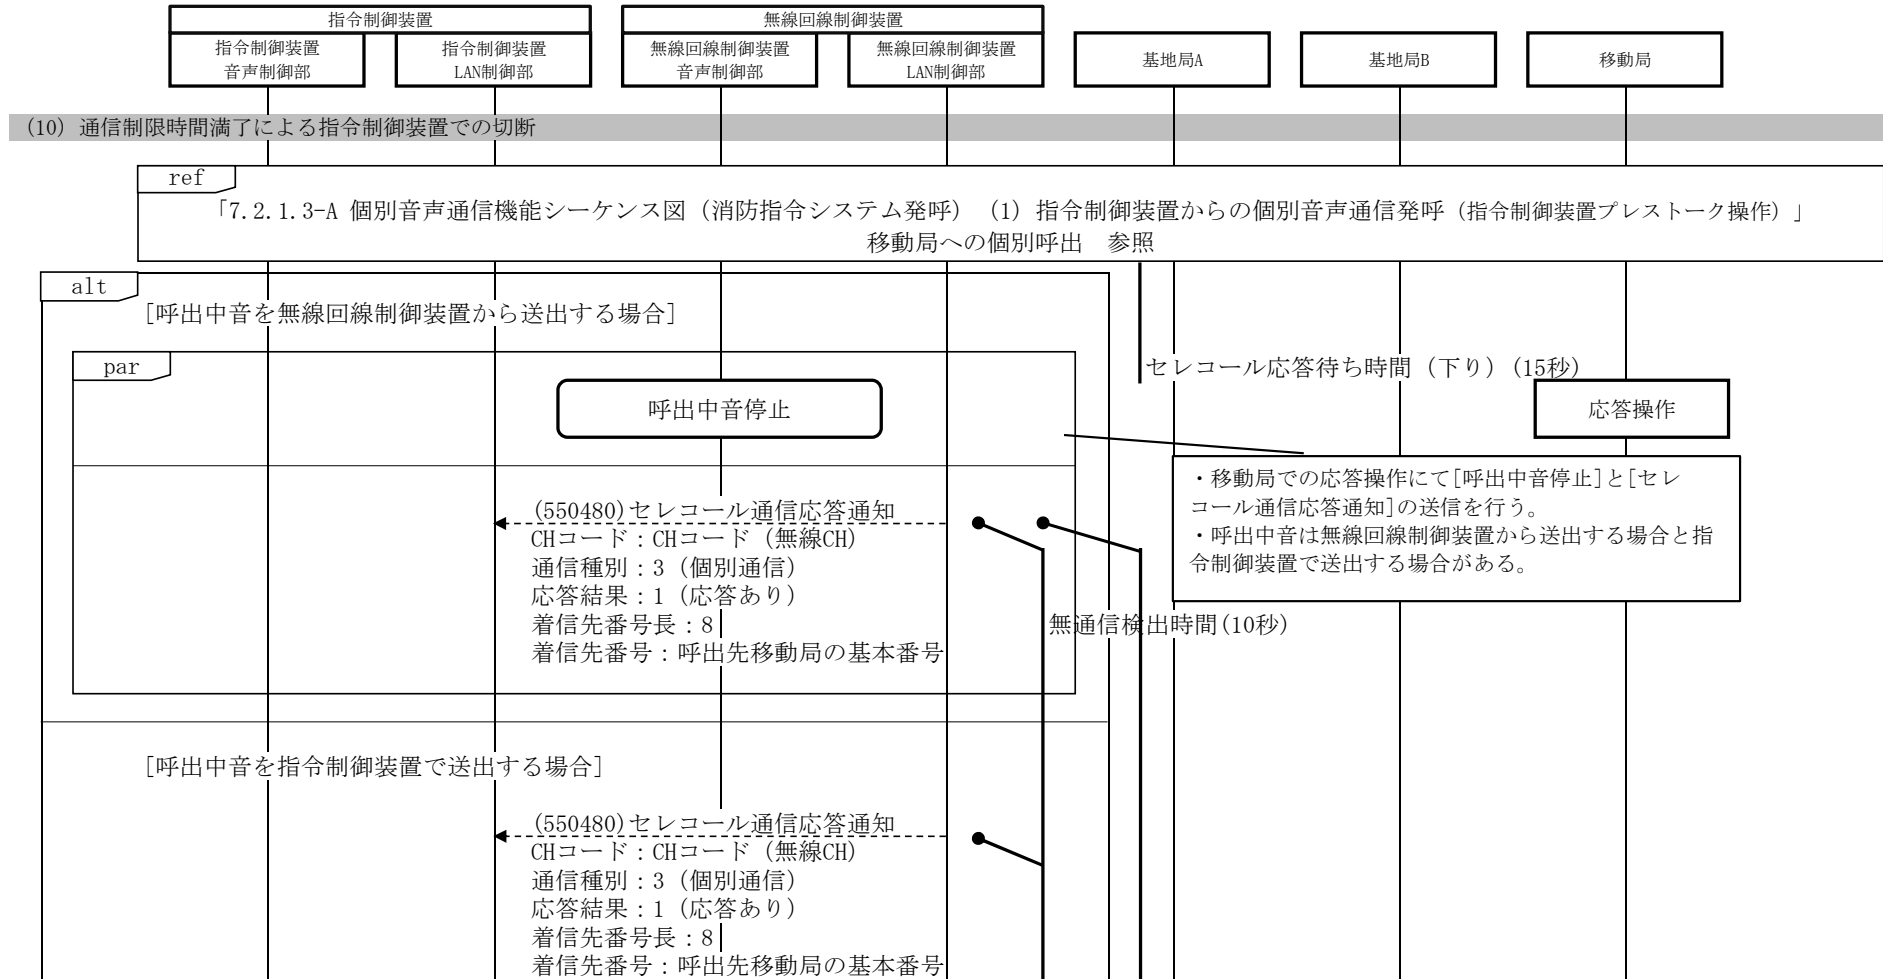 指令制御装置
無線回線制御装置
指令制御装置
音声制御部
指令制御装置
LAN制御部
無線回線制御装置
音声制御部
無線回線制御装置
LAN制御部
基地局A
基地局B
移動局
(10) 通信制限時間満了による指令制御装置での切断
ref
「7.2.1.3-A 個別音声通信機能シーケンス図（消防指令システム発呼）（1）指令制御装置からの個別音声通信発呼（指令制御装置プレストーク操作）」
移動局への個別呼出　参照
alt
[呼出中音を無線回線制御装置から送出する場合]
par
セレコール応答待ち時間（下り）(15秒)
呼出中音停止
応答操作
・移動局での応答操作にて[呼出中音停止]と[セレ
コール通信応答通知]の送信を行う。
・呼出中音は無線回線制御装置から送出する場合と指
令制御装置で送出する場合がある。
(550480)セレコール通信応答通知
CHコード：CHコード（無線CH）
通信種別：3（個別通信）
応答結果：1（応答あり）
着信先番号長：8
着信先番号：呼出先移動局の基本番号
無通信検出時間(10秒)
[呼出中音を指令制御装置で送出する場合]
(550480)セレコール通信応答通知
CHコード：CHコード（無線CH）
通信種別：3（個別通信）
応答結果：1（応答あり）
着信先番号長：8
着信先番号：呼出先移動局の基本番号